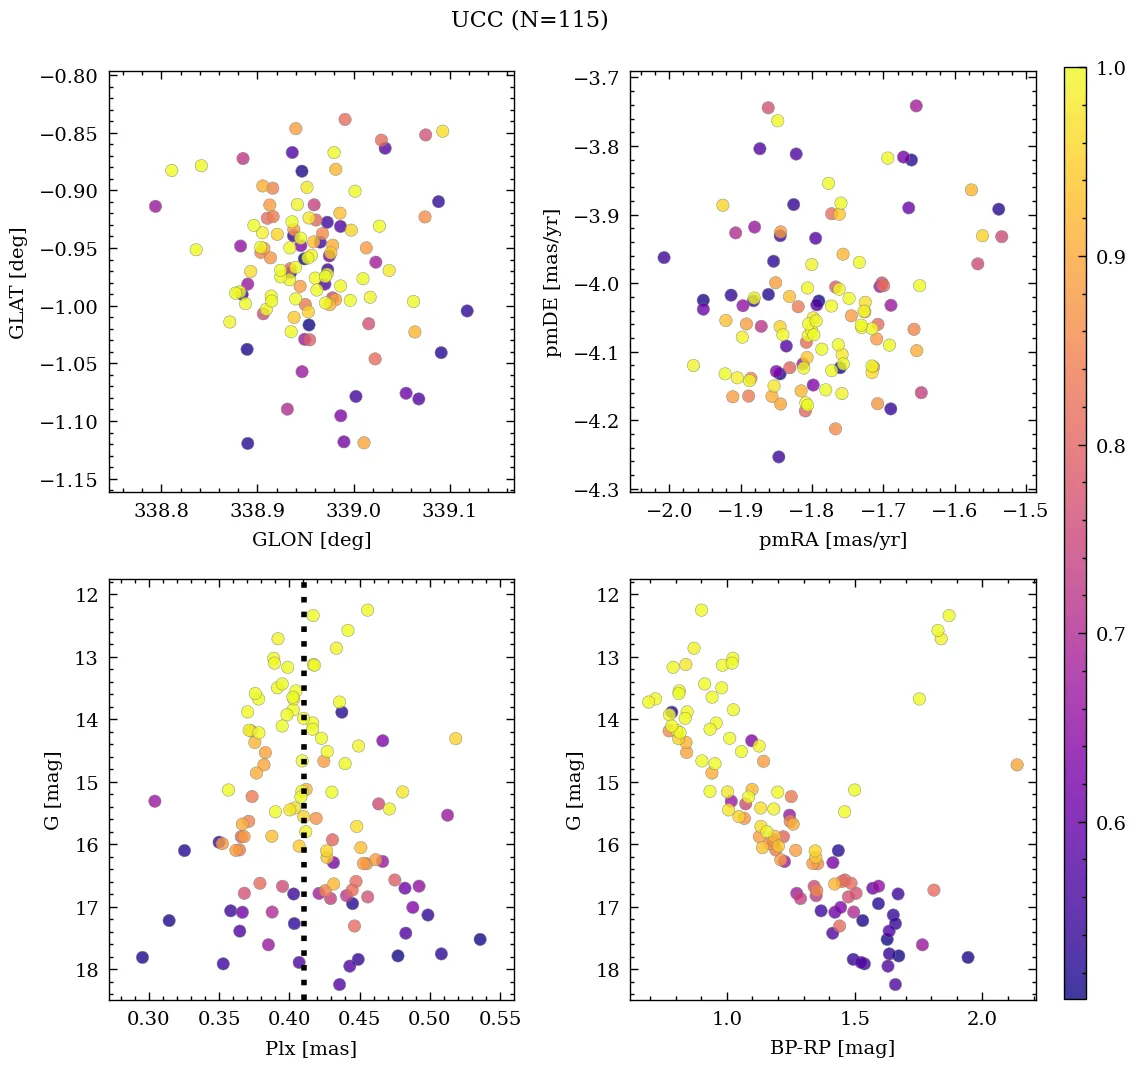 UCC (N=115)
−0.80
−0.85
−0.90
−0.95
−1.00
−1.05
−1.10
−1.15
GLAT [deg]
338.8 338.9 339.0 339.1
GLON [deg]
−3.7
−3.8
−3.9
−4.0
−4.1
−4.2
−4.3
pmDE [mas/yr]
−2.0 −1.9 −1.8 −1.7 −1.6 −1.5
pmRA [mas/yr]
12
13
14
15
16
17
18
G [mag]
0.30 0.35 0.40 0.45 0.50 0.55
Plx [mas]
12
13
14
15
16
17
18
G [mag]
1.0 1.5 2.0
BP-RP [mag]
1.0
0.9
0.8
0.7
0.6